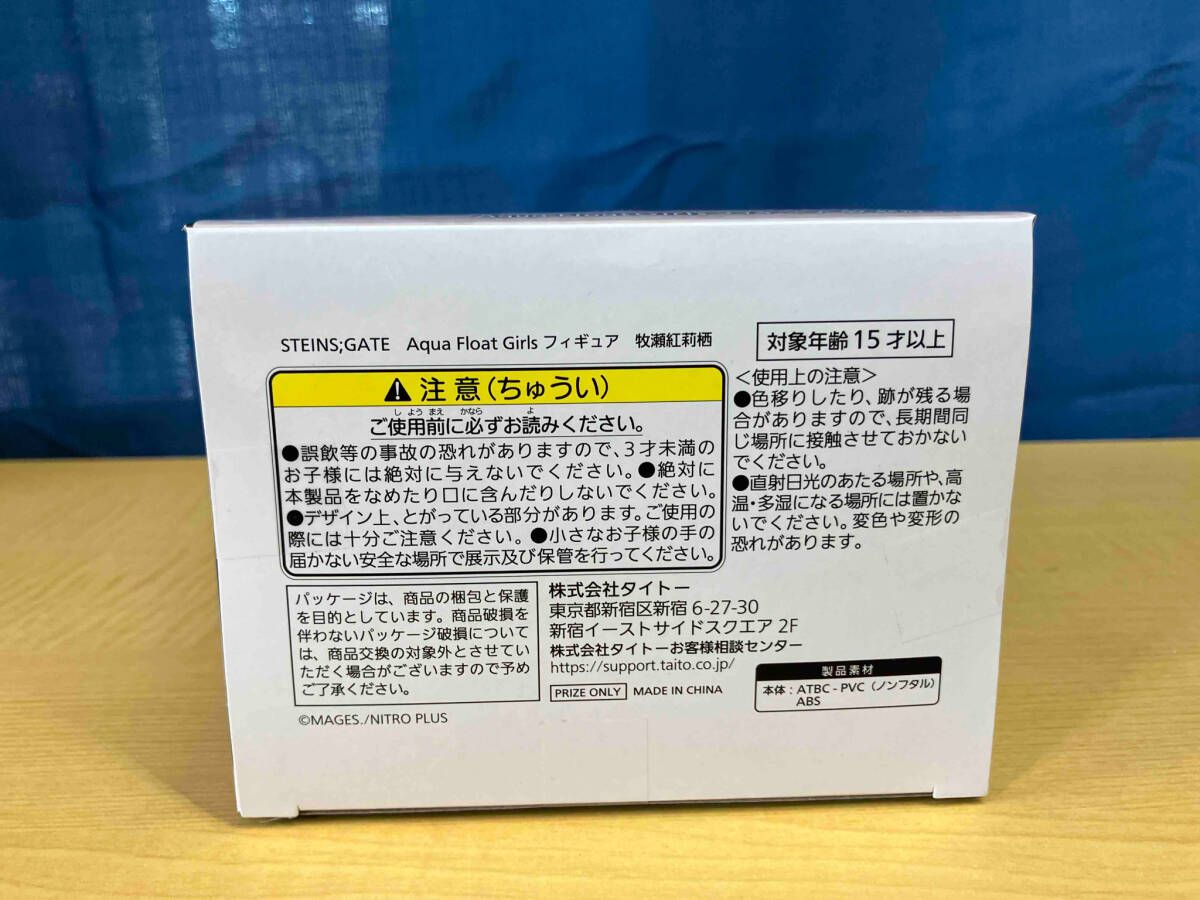 STEINS;GATE Aqua Float Girls フィギュア 牧瀬紅莉栖
対象年齢15才以上
注意(ちゅうい)
ご使用前に必ずお読みください。
●誤飲等の事故の恐れがありますので、3才未満の
お子様には絶対に与えないでください。●絶対に
本製品をなめたり口に含んだりしないでください。
●デザイン上、とがっている部分があります。ご使用の
際には十分ご注意ください。●小さなお子様の手の
届かない安全な場所で展示及び保管を行ってください。
<使用上の注意>
●色移りしたり、跡が残る場
合がありますので、長期間同
じ場所に接触させておかない
でください。
●直射日光のあたる場所や、高
温・多湿になる場所には置かな
いでください。変色や変形の
恐れがあります。
パッケージは、商品の梱包と保護
を目的としています。商品破損を
伴わないパッケージ破損について
は、商品交換の対象外とさせてい
ただく場合がございますので予め
ご了承ください。
©MAGES./NITRO PLUS
株式会社タイトー
東京都新宿区新宿 6-27-30
新宿イーストサイドスクエア 2F
株式会社タイトーお客様相談センター
https://support.taito.co.jp/
PRIZE ONLY MADE IN CHINA
製品素材
本体:ATBC-PVC(ノンフタル)
ABS